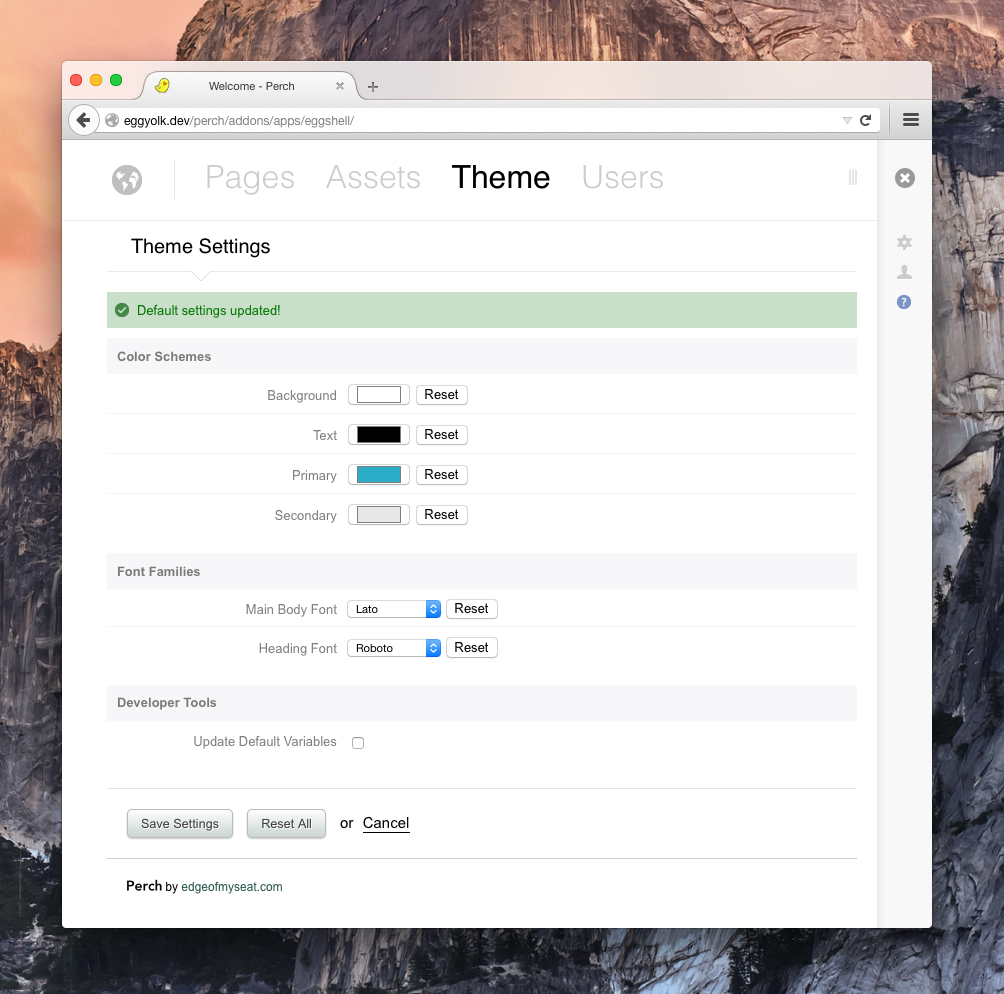 Welcome - Perch
eggyolk.dev/perch/addons/apps/eggshell/
Pages Assets Theme Users
Theme Settings
Default settings updated!
Color Schemes
Background Reset
Text Reset
Primary Reset
Secondary Reset
Font Families
Main Body Font Lato Reset
Heading Font Roboto Reset
Developer Tools
Update Default Variables
Save Settings Reset All or Cancel
Perch by edgeofmyseat.com